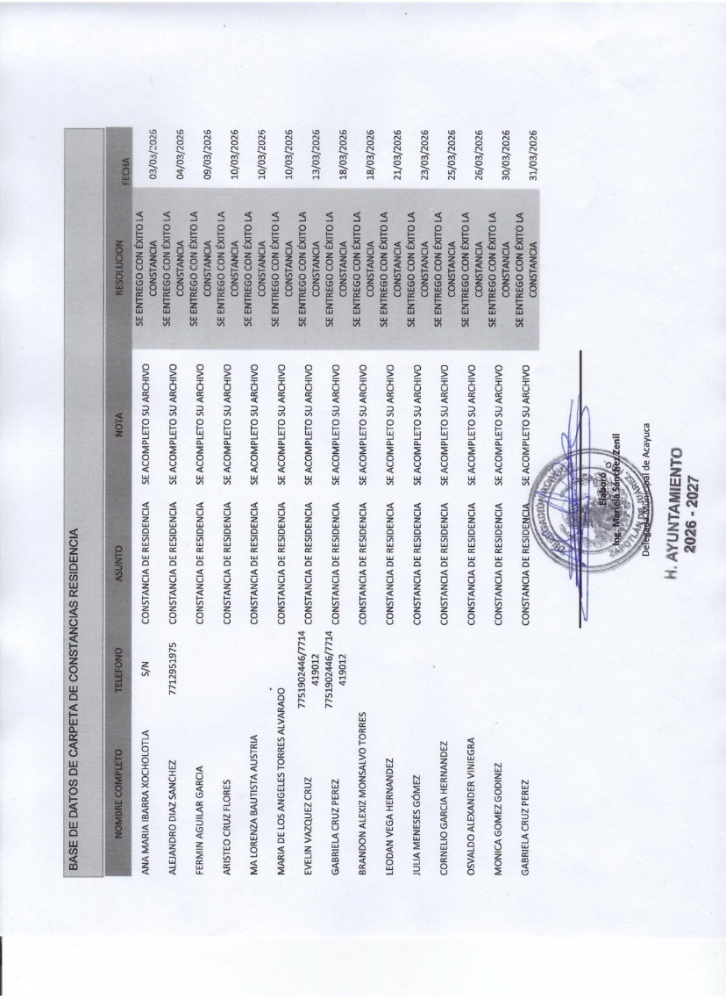 BASE DE DATOS DE CARPETA DE CONSTANCIAS RESIDENCIA
NOMBRE COMPLETO TELEFONO ASUNTO NOTA RESOLUCION FECHA
ANA MARIA IBARRA XOCHOLOTLA S/N CONSTANCIA DE RESIDENCIA SE ACOMPLETO SU ARCHIVO SE ENTREGO CON ÉXITO LA CONSTANCIA 03/03/2026
ALEJANDRO DIAZ SANCHEZ 7712951975 CONSTANCIA DE RESIDENCIA SE ACOMPLETO SU ARCHIVO SE ENTREGO CON ÉXITO LA CONSTANCIA 04/03/2026
FERMIN AGUILAR GARCIA CONSTANCIA DE RESIDENCIA SE ACOMPLETO SU ARCHIVO SE ENTREGO CON ÉXITO LA CONSTANCIA 09/03/2026
ARISTEO CRUZ FLORES CONSTANCIA DE RESIDENCIA SE ACOMPLETO SU ARCHIVO SE ENTREGO CON ÉXITO LA CONSTANCIA 10/03/2026
MA LORENZA BAUTISTA AUSTRIA CONSTANCIA DE RESIDENCIA SE ACOMPLETO SU ARCHIVO SE ENTREGO CON ÉXITO LA CONSTANCIA 10/03/2026
MARIA DE LOS ANGELES TORRES ALVARADO CONSTANCIA DE RESIDENCIA SE ACOMPLETO SU ARCHIVO SE ENTREGO CON ÉXITO LA CONSTANCIA 10/03/2026
EVELIN VAZQUEZ CRUZ 7751902446/7714419012 CONSTANCIA DE RESIDENCIA SE ACOMPLETO SU ARCHIVO SE ENTREGO CON ÉXITO LA CONSTANCIA 13/03/2026
GABRIELA CRUZ PEREZ 7751902446/7714419012 CONSTANCIA DE RESIDENCIA SE ACOMPLETO SU ARCHIVO SE ENTREGO CON ÉXITO LA CONSTANCIA 18/03/2026
BRANDON ALEXIZ MONSALVO TORRES CONSTANCIA DE RESIDENCIA SE ACOMPLETO SU ARCHIVO SE ENTREGO CON ÉXITO LA CONSTANCIA 18/03/2026
LEODAN VEGA HERNANDEZ CONSTANCIA DE RESIDENCIA SE ACOMPLETO SU ARCHIVO SE ENTREGO CON ÉXITO LA CONSTANCIA 21/03/2026
JULIA MENESES GÓMEZ CONSTANCIA DE RESIDENCIA SE ACOMPLETO SU ARCHIVO SE ENTREGO CON ÉXITO LA CONSTANCIA 23/03/2026
CORNELIO GARCIA HERNANDEZ CONSTANCIA DE RESIDENCIA SE ACOMPLETO SU ARCHIVO SE ENTREGO CON ÉXITO LA CONSTANCIA 25/03/2026
OSVALDO ALEXANDER VINIEGRA CONSTANCIA DE RESIDENCIA SE ACOMPLETO SU ARCHIVO SE ENTREGO CON ÉXITO LA CONSTANCIA 26/03/2026
MONICA GOMEZ GODINEZ CONSTANCIA DE RESIDENCIA SE ACOMPLETO SU ARCHIVO SE ENTREGO CON ÉXITO LA CONSTANCIA 30/03/2026
GABRIELA CRUZ PEREZ CONSTANCIA DE RESIDENCIA SE ACOMPLETO SU ARCHIVO SE ENTREGO CON ÉXITO LA CONSTANCIA 31/03/2026
Elaboró
Ing. Mariela Sánchez Zenil
Delegada Municipal de Acayuca
ZAPOTLAN DE JUAREZ
H. AYUNTAMIENTO
2026 - 2027